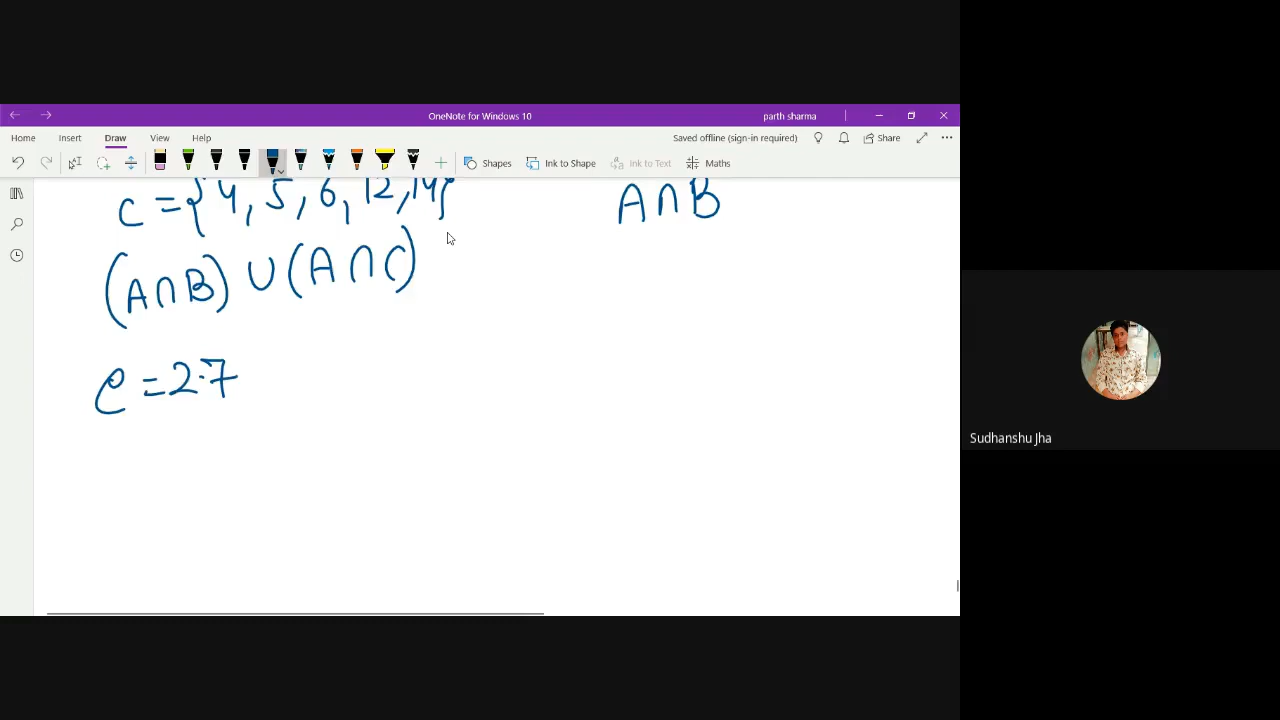 OneNote for Windows 10
parth sharma
Home Insert Draw View Help
Saved offline (sign-in required) Share
Shapes Ink to Shape Ink to Text Maths
C = {4, 5, 6, 12, 14}
A∩B
(A∩B) ∪ (A∩C)
e = 2.7
Sudhanshu Jha